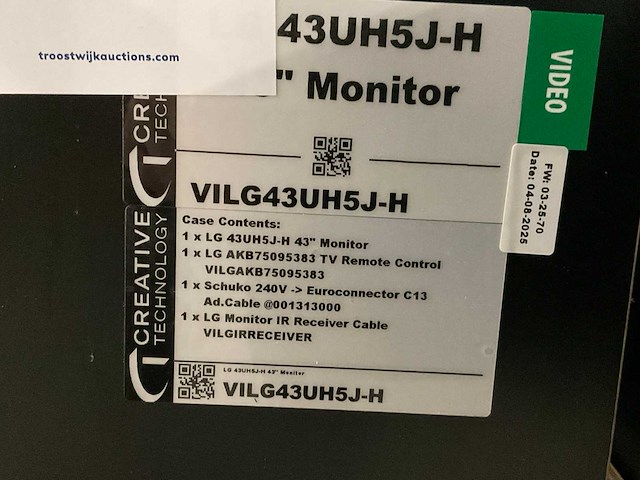 troostwijkauctions.com
43UH5J-H
" Monitor
VIDEO
FW: 03-25-70
Date: 04-08-2025
VILG43UH5J-H
CREATIVE
TECHNOLOGY
Case Contents:
1 x LG 43UH5J-H 43" Monitor
1 x LG AKB75095383 TV Remote Control
VILGAKB75095383
1 x Schuko 240V -> Euroconnector C13
Ad.Cable @001313000
1 x LG Monitor IR Receiver Cable
VILGIRRECEIVER
LG 43UH5J-H 43" Monitor
VILG43UH5J-H